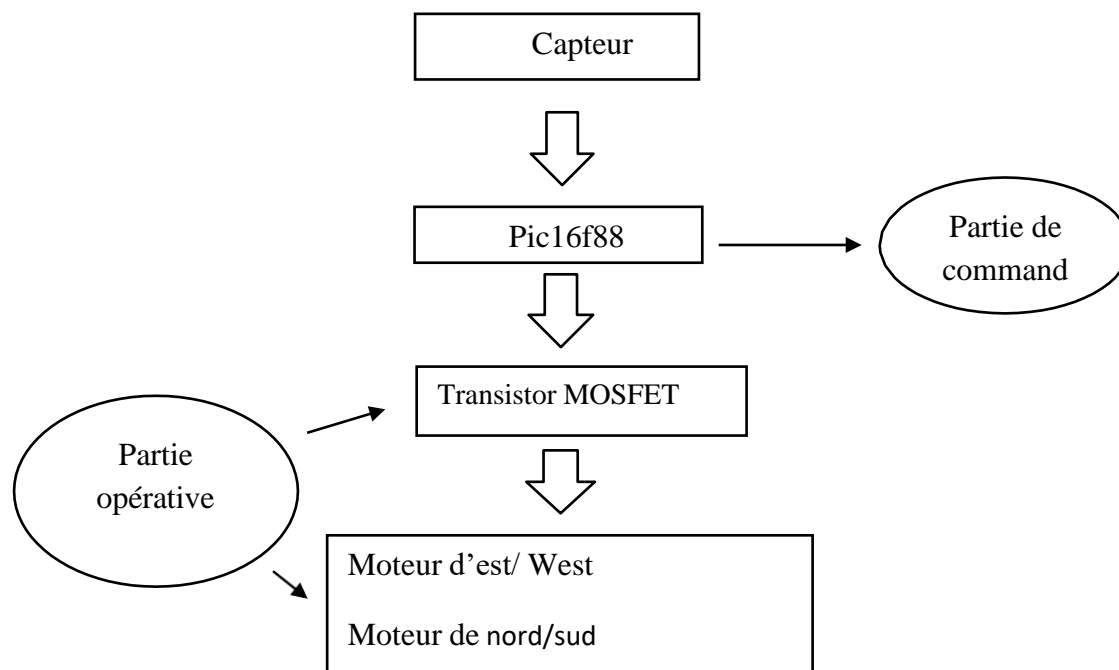 Capteur
Pic16f88
Partie de
command
Transistor MOSFET
Partie
opérative
Moteur d’est/ West
Moteur de nord/sud